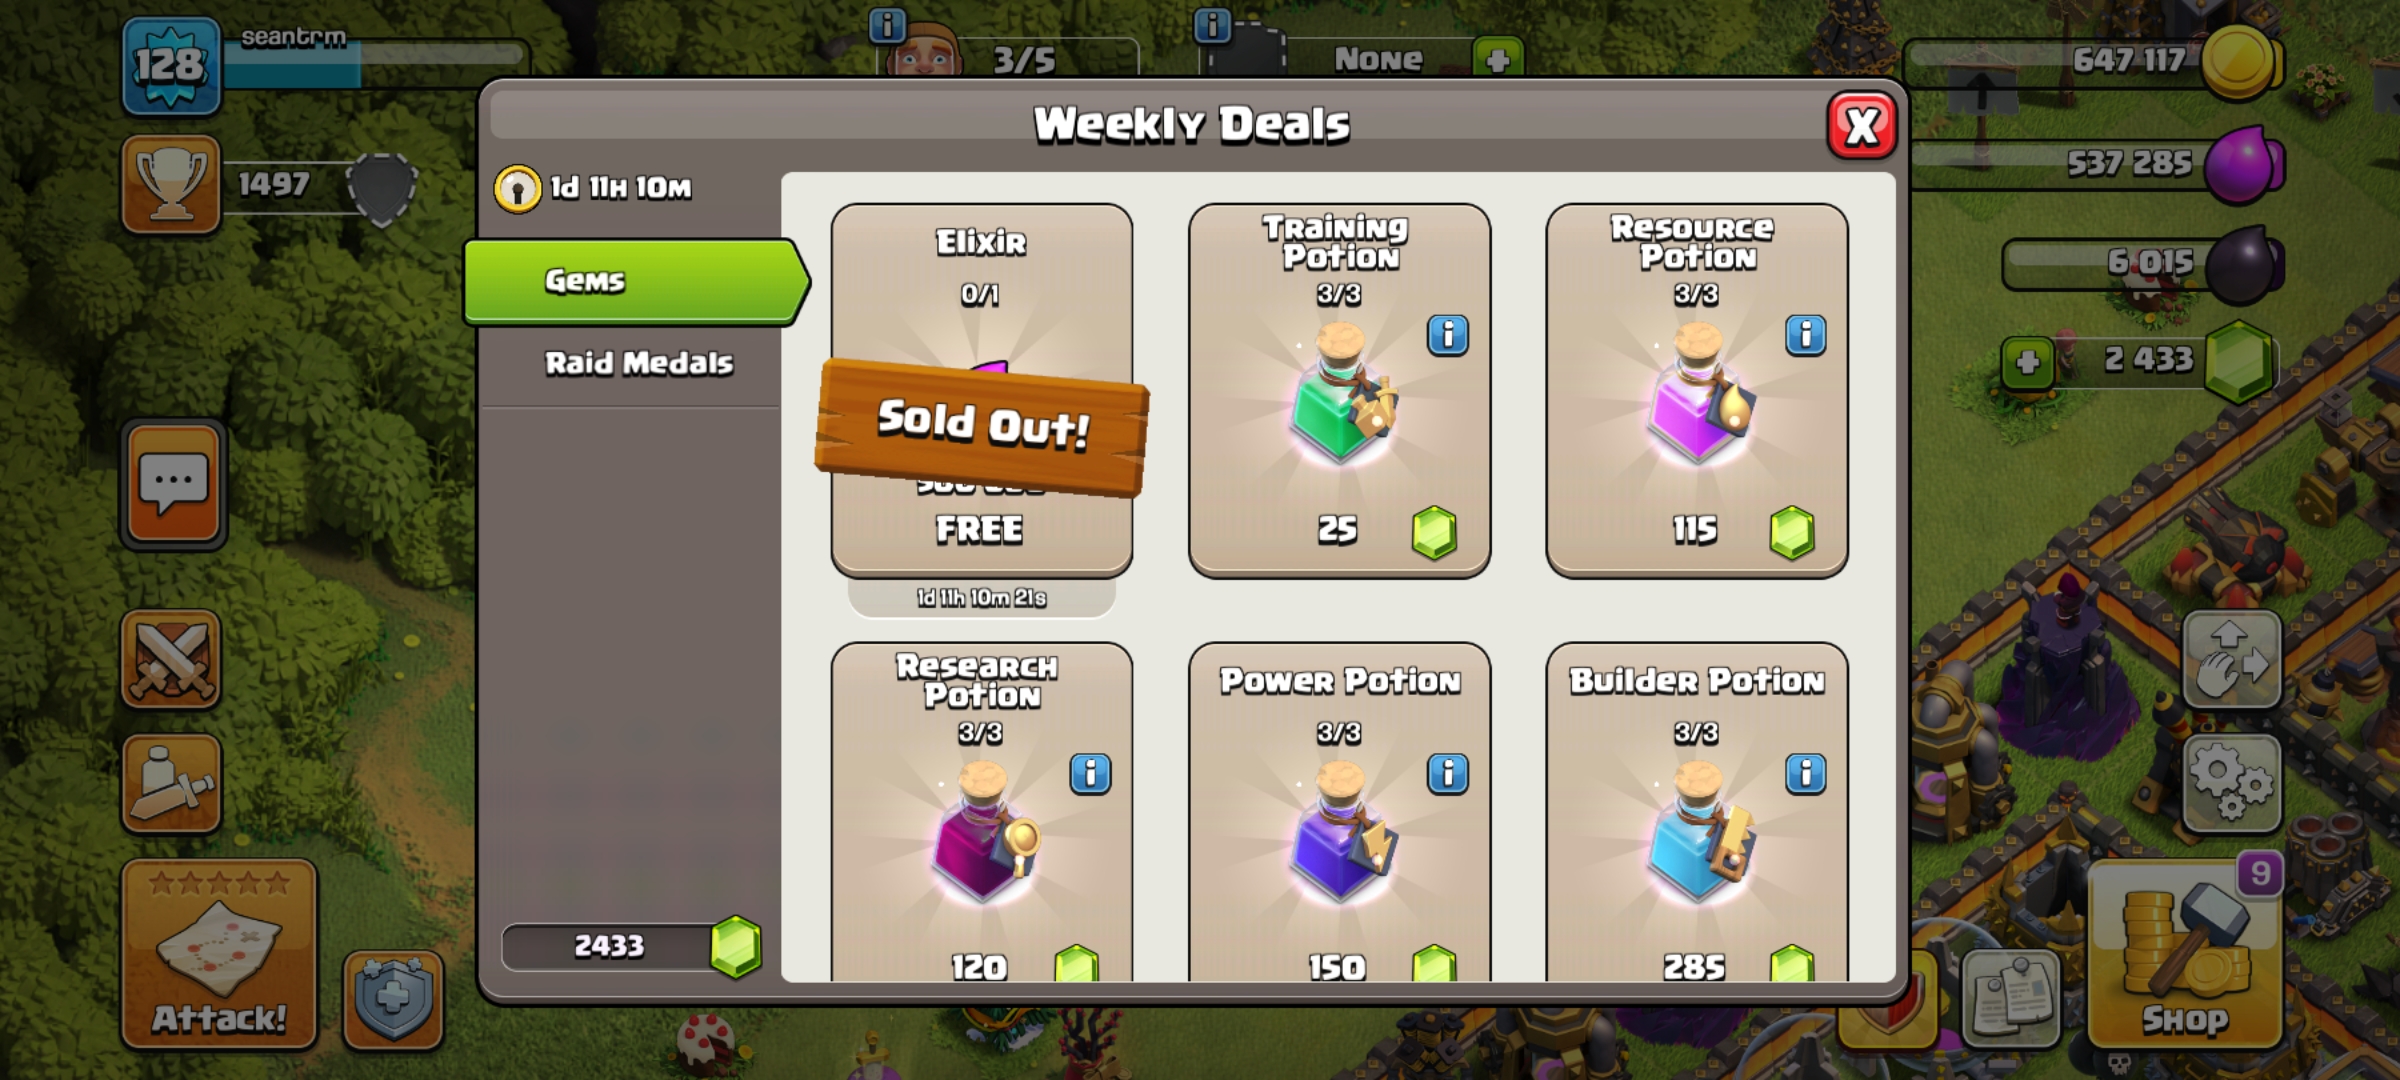 128
seantrm
3/5
None
647 117
1497
537 285
6 015
2 433
Weekly Deals
X
1d 11h 10m
Gems
Raid Medals
2433
Elixir
0/1
Sold Out!
FREE
1d 11h 10m 21s
Training
Potion
3/3
25
Resource
Potion
3/3
115
Research
Potion
3/3
120
Power Potion
3/3
150
Builder Potion
3/3
285
Attack!
9
Shop